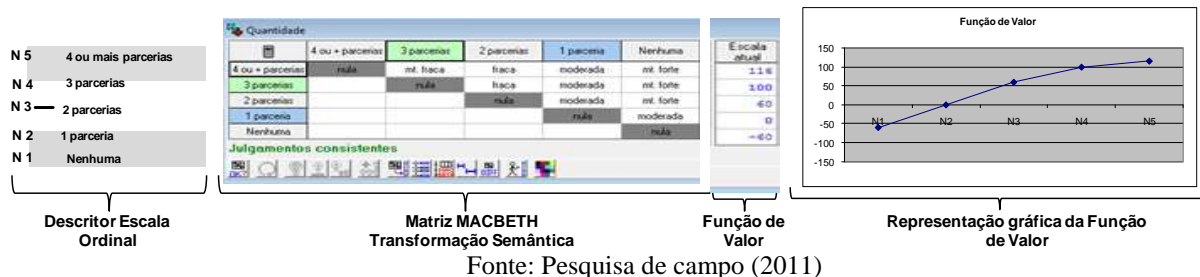 N 5 4 ou mais parcerias
N 4 3 parcerias
N 3 2 parcerias
N 2 1 parceria
N 1 Nenhuma
Descritor Escala
Ordinal
Quantidade
4 ou + parcerias 3 parcerias 2 parcerias 1 parceria Nenhuma
4 ou + parcerias nula mt. fraca fraca moderada mt. forte
3 parcerias nula fraca moderada mt. forte
2 parcerias nula moderada mt. forte
1 parceria nula moderada
Nenhuma nula
Julgamentos consistentes
Matriz MACBETH
Transformação Semântica
Escala
atual
116
100
60
0
-60
Função de
Valor
Função de Valor
150
100
50
0
-50
-100
-150
N1 N2 N3 N4 N5
Representação gráfica da Função
de Valor
Fonte: Pesquisa de campo (2011)